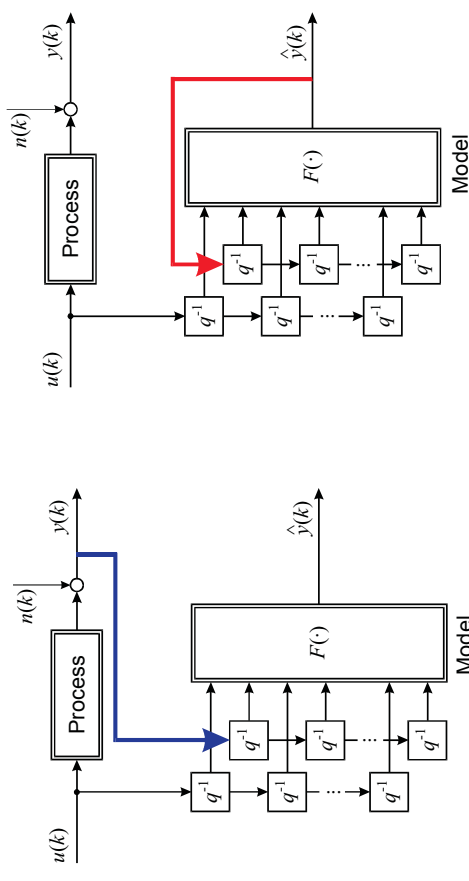 n(k)
u(k)
Process
y(k)
q⁻¹
q⁻¹
q⁻¹
q⁻¹
...
...
q⁻¹
q⁻¹
F(·)
ŷ(k)
Model
n(k)
u(k)
Process
y(k)
q⁻¹
q⁻¹
q⁻¹
q⁻¹
...
...
q⁻¹
q⁻¹
F(·)
ŷ(k)
Model